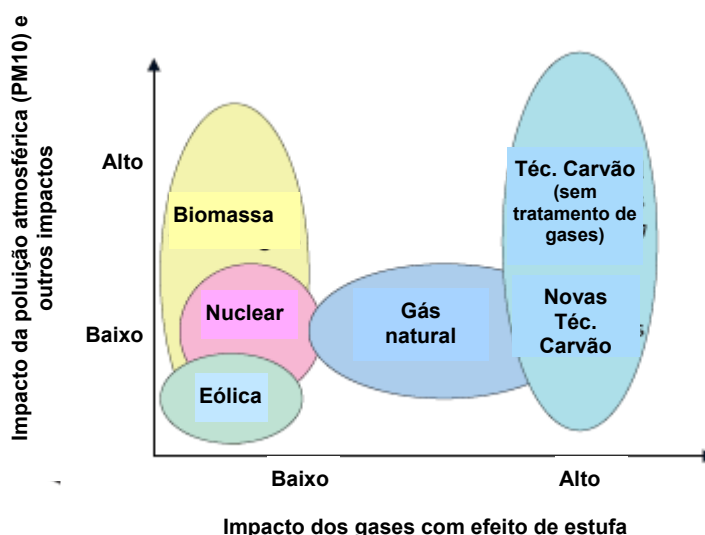 Impacto da poluição atmosférica (PM10) e
outros impactos
Alto
Baixo
Biomassa
Nuclear
Eólica
Gás
natural
Téc. Carvão
(sem
tratamento de
gases)
Novas
Téc.
Carvão
Baixo
Alto
Impacto dos gases com efeito de estufa